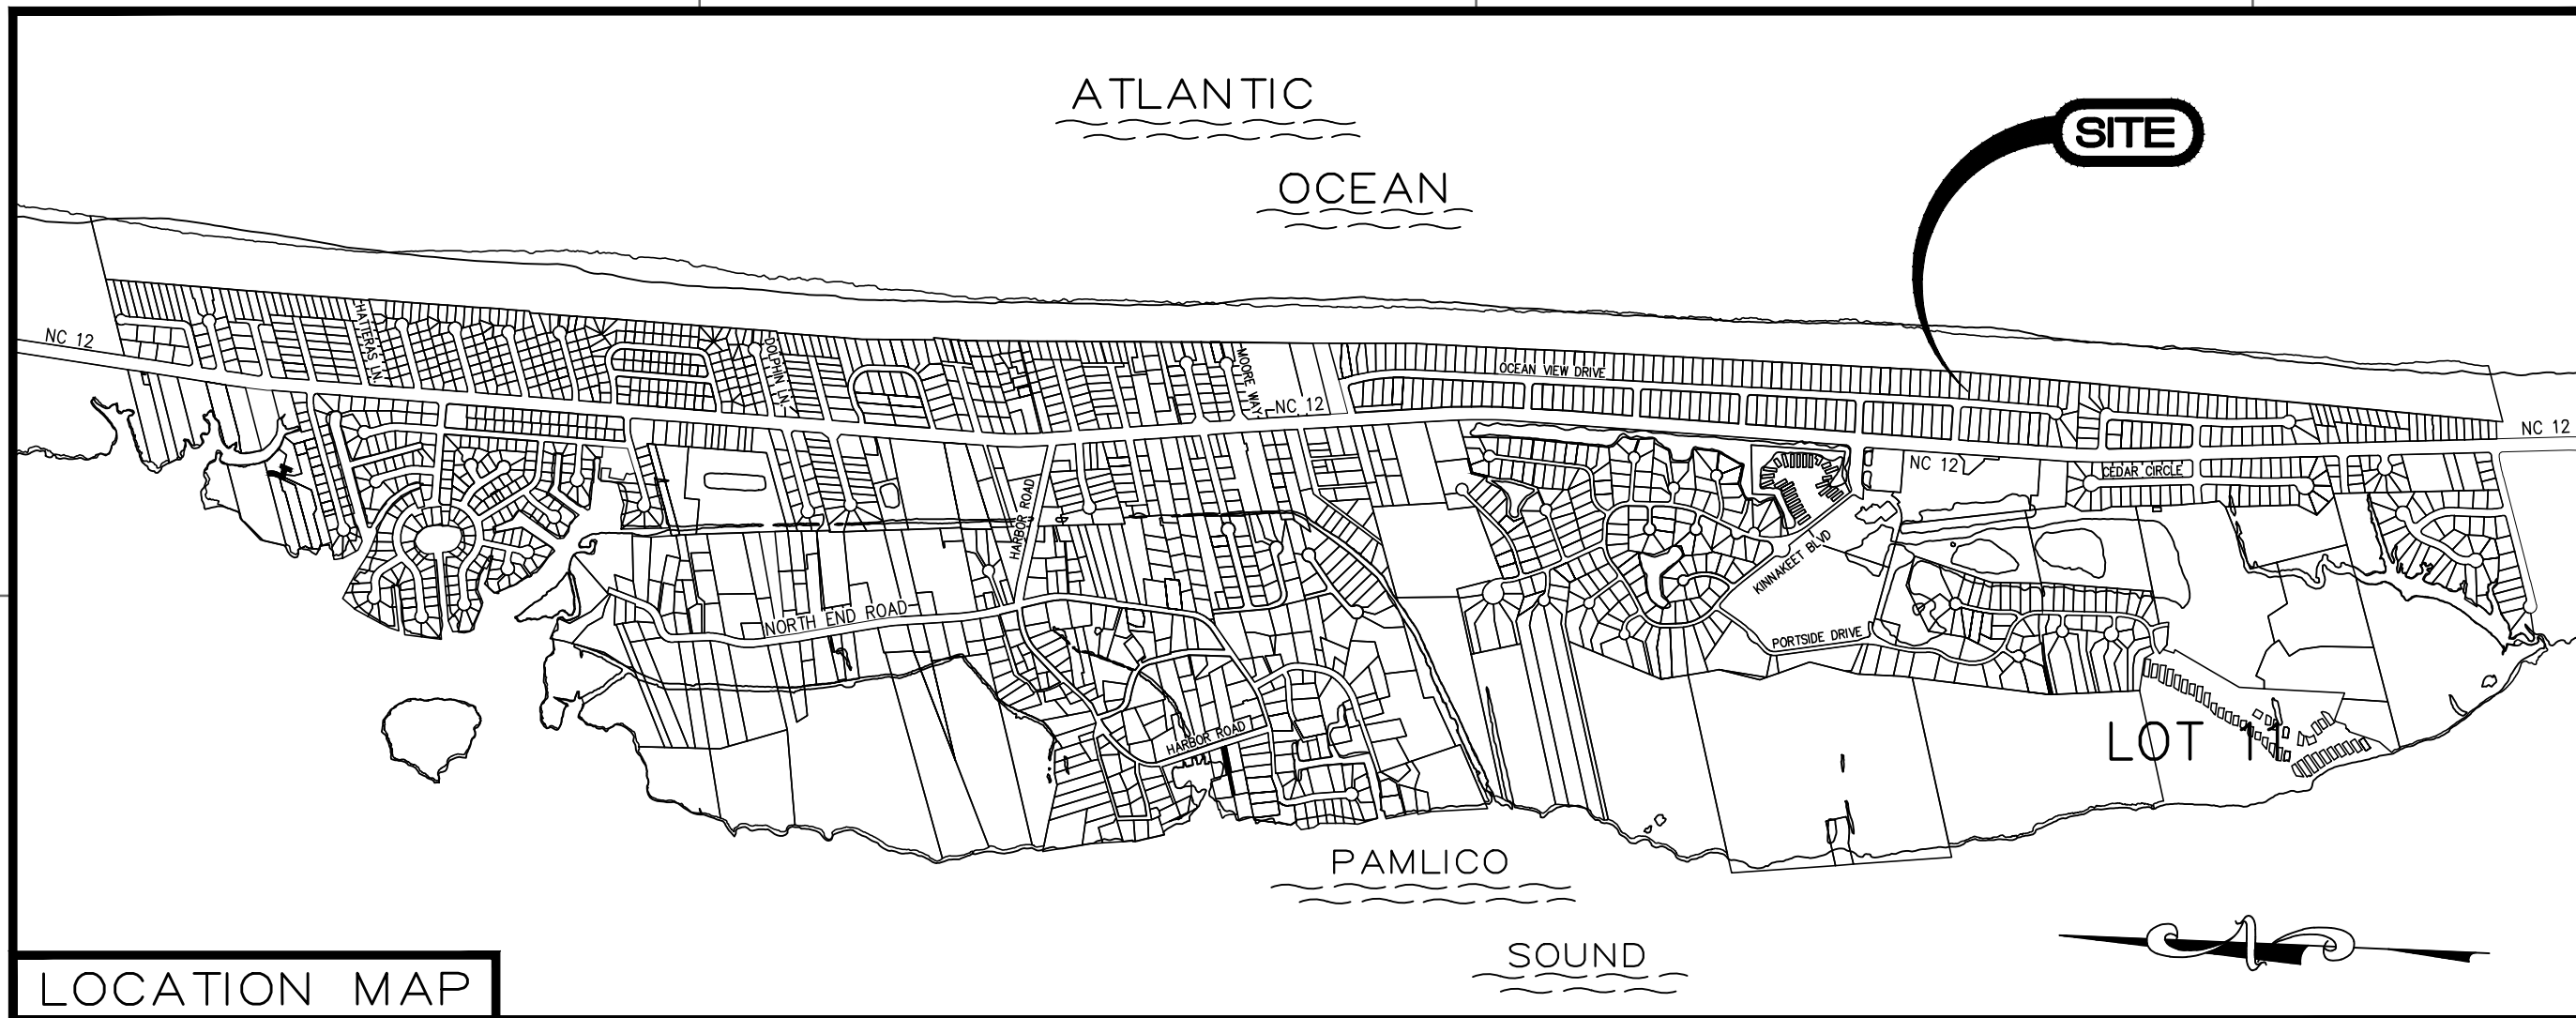 ATLANTIC
SITE
OCEAN
NC 12
HATTERAS LN.
DOLPHIN LN.
MOORE WAY
NC 12
OCEAN VIEW DRIVE
NC 12
NC 12
CEDAR CIRCLE
HARBOR ROAD
KINNAKEET BLVD
NORTH END ROAD
PORTSIDE DRIVE
HARBOR ROAD
LOT 11
PAMLICO
SOUND
LOCATION MAP